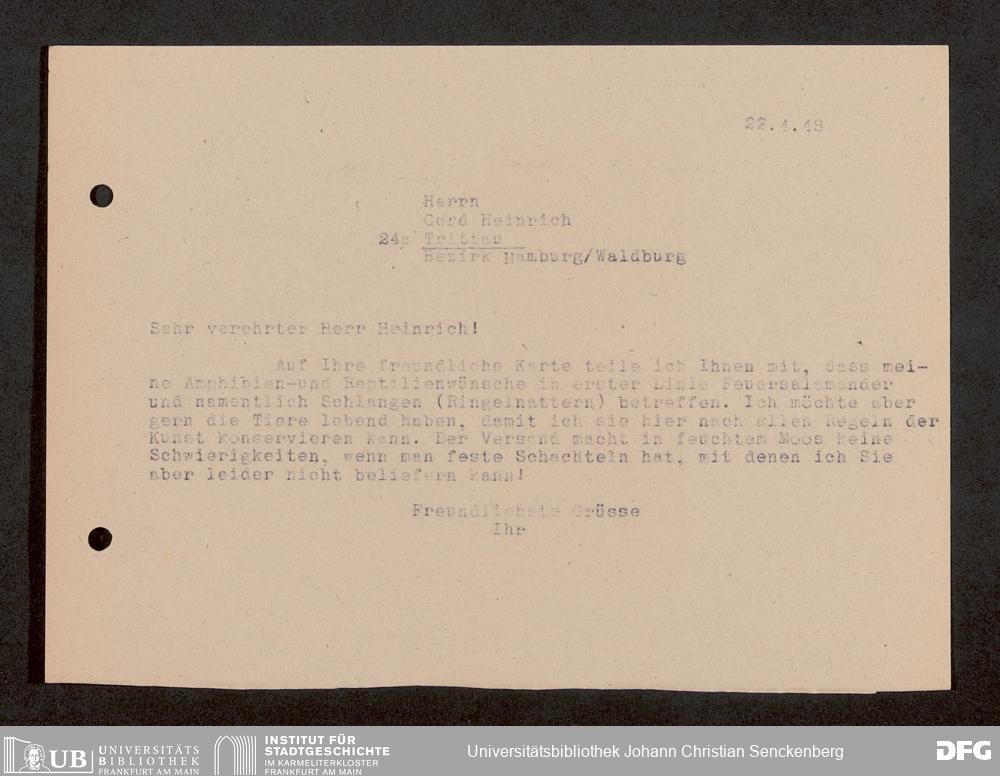 22.4.48
Herrn
Cord Heinrich
24a Trittau
Bezirk Hamburg/Waldburg
Sehr verehrter Herr Heinrich!
Auf Ihre freundliche Karte teile ich Ihnen mit, dass mei-
ne Amphibien-und Reptilienwünsche in erster Linie Feuersalamander
und namentlich Schlangen (Ringelnattern) betreffen. Ich möchte aber
gern die Tiere lebend haben, damit ich sie hier nach allen Regeln der
Kunst konservieren kann. Der Versand macht in feuchtem Moos keine
Schwierigkeiten, wenn man feste Schachteln hat, mit denen ich Sie
aber leider nicht beliefern kann!
Freundlichste Grüsse
Ihr
UB UNIVERSITÄTS
BIBLIOTHEK
FRANKFURT AM MAIN
INSTITUT FÜR
STADTGESCHICHTE
IM KARMELITERKLOSTER
FRANKFURT AM MAIN
Universitätsbibliothek Johann Christian Senckenberg
DFG